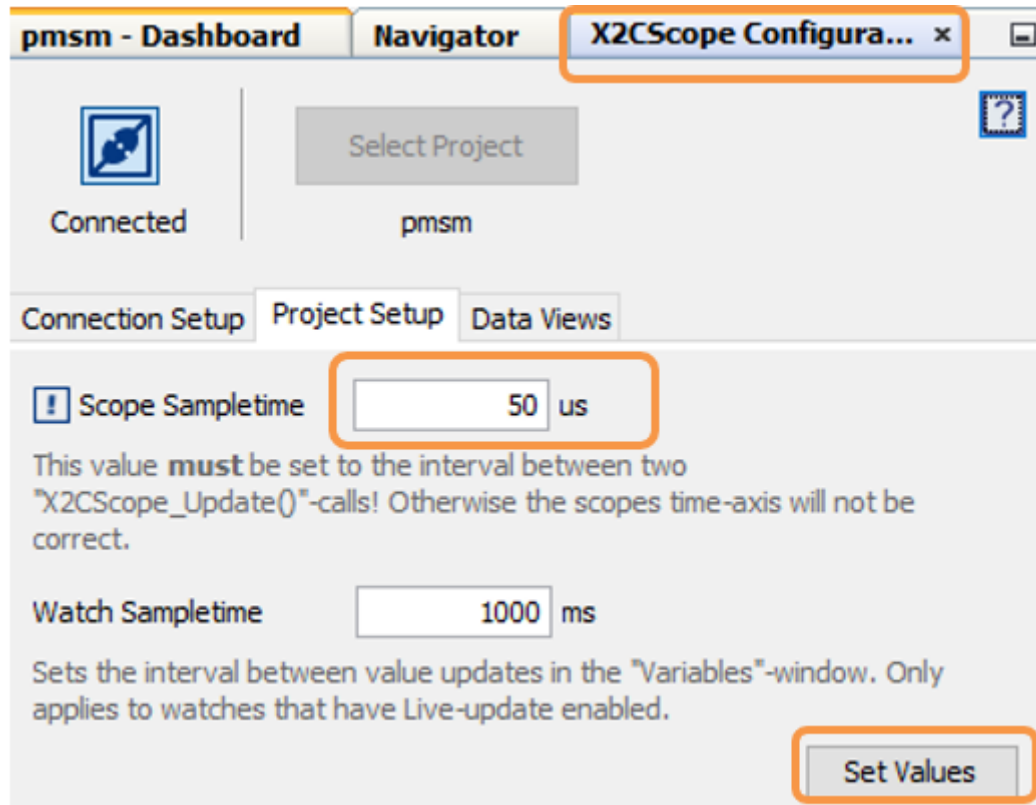 pmsm - Dashboard Navigator X2CScope Configura... ×
?
Select Project
Connected pmsm
Connection Setup Project Setup Data Views
! Scope Sampletime 50 us
This value must be set to the interval between two
"X2CScope_Update()"-calls! Otherwise the scopes time-axis will not be
correct.
Watch Sampletime 1000 ms
Sets the interval between value updates in the "Variables"-window. Only
applies to watches that have Live-update enabled.
Set Values